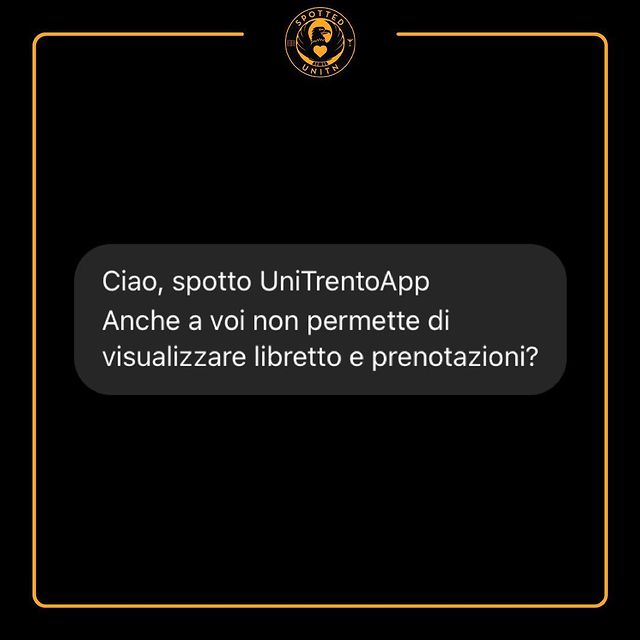 SPOTTED
UNITN
Ciao, spotto UniTrentoApp
Anche a voi non permette di
visualizzare libretto e prenotazioni?